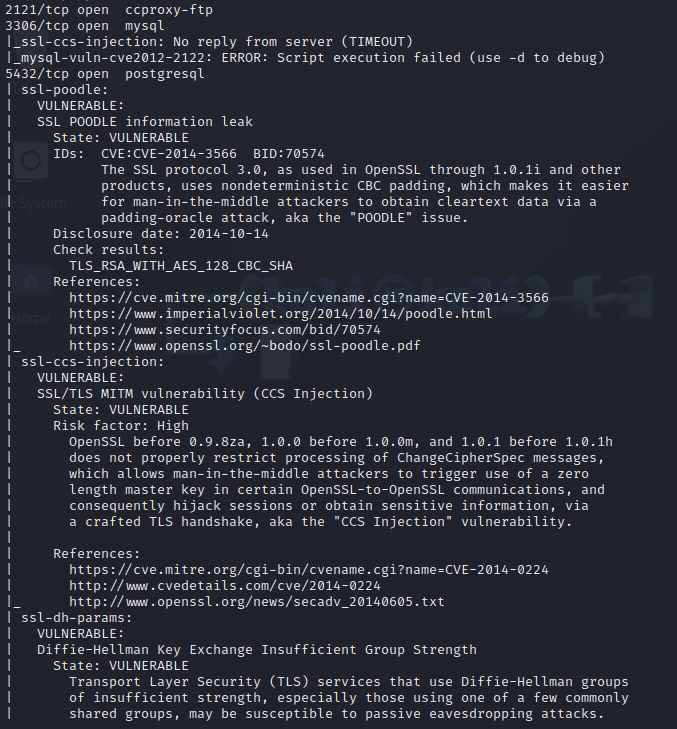 2121/tcp open  ccproxy-ftp
3306/tcp open  mysql
|_ssl-ccs-injection: No reply from server (TIMEOUT)
|_mysql-vuln-cve2012-2122: ERROR: Script execution failed (use -d to debug)
5432/tcp open  postgresql
| ssl-poodle:
|   VULNERABLE:
|   SSL POODLE information leak
|     State: VULNERABLE
|     IDs:  CVE:CVE-2014-3566  BID:70574
|           The SSL protocol 3.0, as used in OpenSSL through 1.0.1i and other
|           products, uses nondeterministic CBC padding, which makes it easier
|           for man-in-the-middle attackers to obtain cleartext data via a
|           padding-oracle attack, aka the "POODLE" issue.
|     Disclosure date: 2014-10-14
|     Check results:
|       TLS_RSA_WITH_AES_128_CBC_SHA
|     References:
|       https://cve.mitre.org/cgi-bin/cvename.cgi?name=CVE-2014-3566
|       https://www.imperialviolet.org/2014/10/14/poodle.html
|       https://www.securityfocus.com/bid/70574
|_      https://www.openssl.org/~bodo/ssl-poodle.pdf
| ssl-ccs-injection:
|   VULNERABLE:
|   SSL/TLS MITM vulnerability (CCS Injection)
|     State: VULNERABLE
|     Risk factor: High
|       OpenSSL before 0.9.8za, 1.0.0 before 1.0.0m, and 1.0.1 before 1.0.1h
|       does not properly restrict processing of ChangeCipherSpec messages,
|       which allows man-in-the-middle attackers to trigger use of a zero
|       length master key in certain OpenSSL-to-OpenSSL communications, and
|       consequently hijack sessions or obtain sensitive information, via
|       a crafted TLS handshake, aka the "CCS Injection" vulnerability.
|
|     References:
|       https://cve.mitre.org/cgi-bin/cvename.cgi?name=CVE-2014-0224
|       http://www.cvedetails.com/cve/2014-0224
|_      http://www.openssl.org/news/secadv_20140605.txt
| ssl-dh-params:
|   VULNERABLE:
|   Diffie-Hellman Key Exchange Insufficient Group Strength
|     State: VULNERABLE
|       Transport Layer Security (TLS) services that use Diffie-Hellman groups
|       of insufficient strength, especially those using one of a few commonly
|       shared groups, may be susceptible to passive eavesdropping attacks.
System
Home